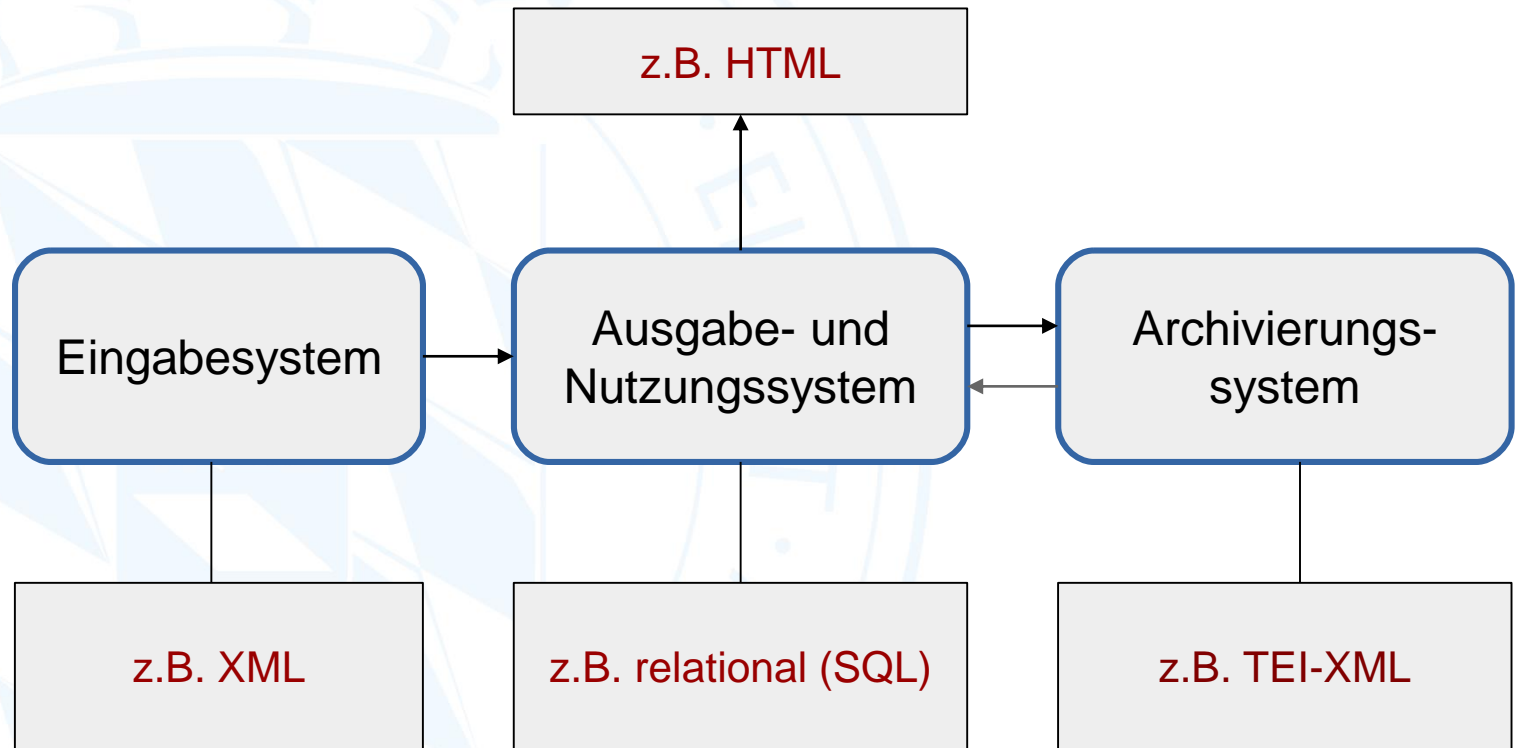 z.B. HTML
Eingabesystem
Ausgabe- und
Nutzungssystem
Archivierungs-
system
z.B. XML
z.B. relational (SQL)
z.B. TEI-XML